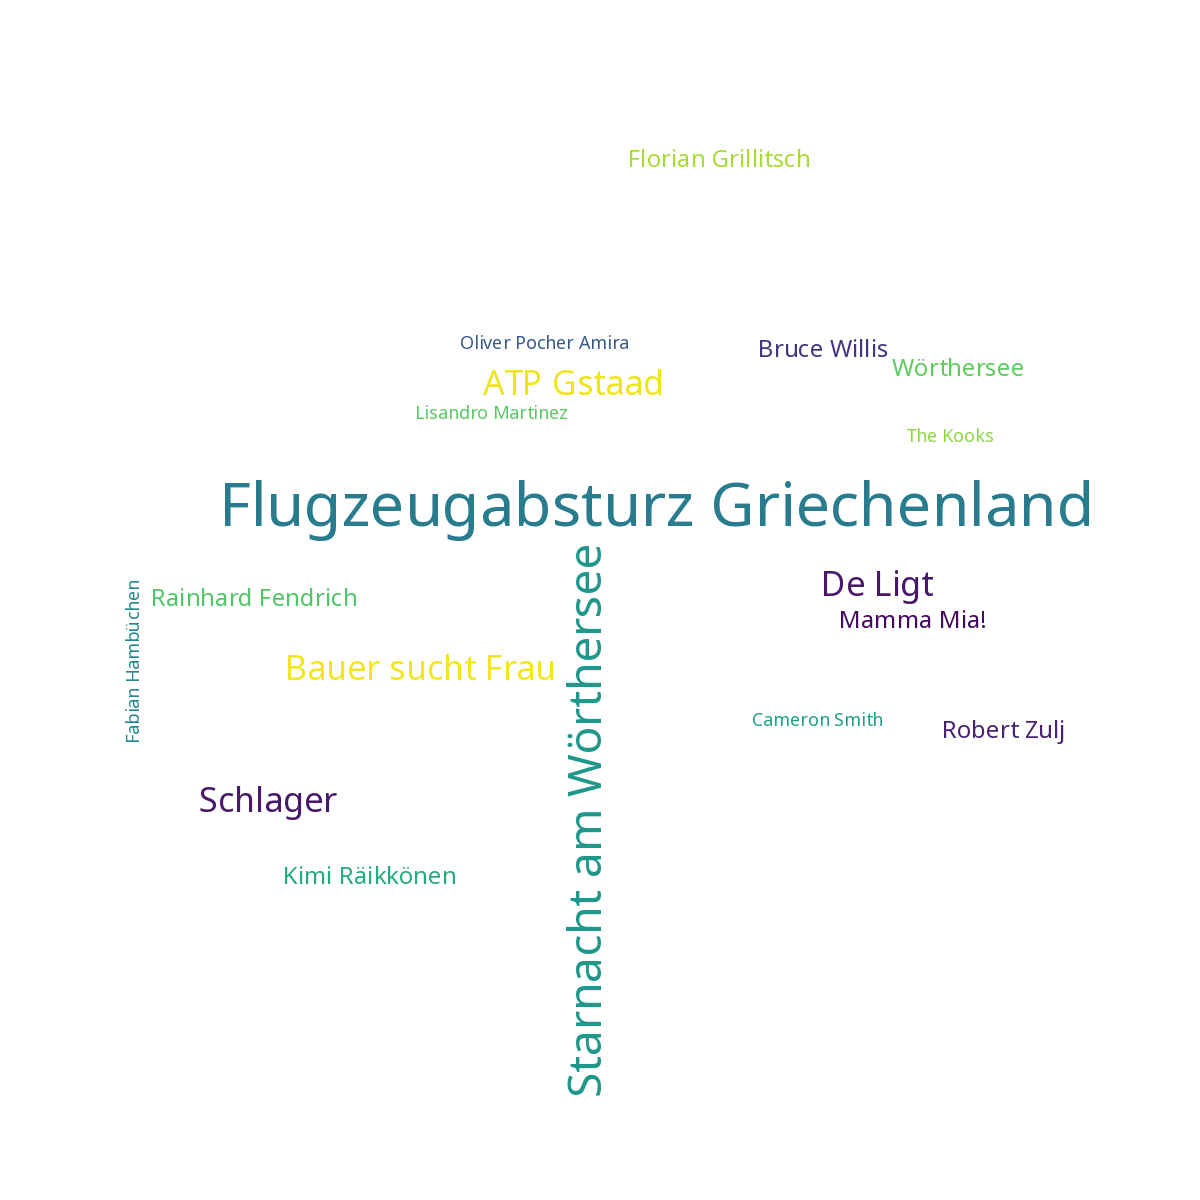 Florian Grillitsch
Oliver Pocher Amira
Bruce Willis
Wörthersee
ATP Gstaad
Lisandro Martinez
The Kooks
Flugzeugabsturz Griechenland
Starnacht am Wörthersee
De Ligt
Rainhard Fendrich
Fabian Hambüchen
Mamma Mia!
Bauer sucht Frau
Cameron Smith
Robert Zulj
Schlager
Kimi Räikkönen